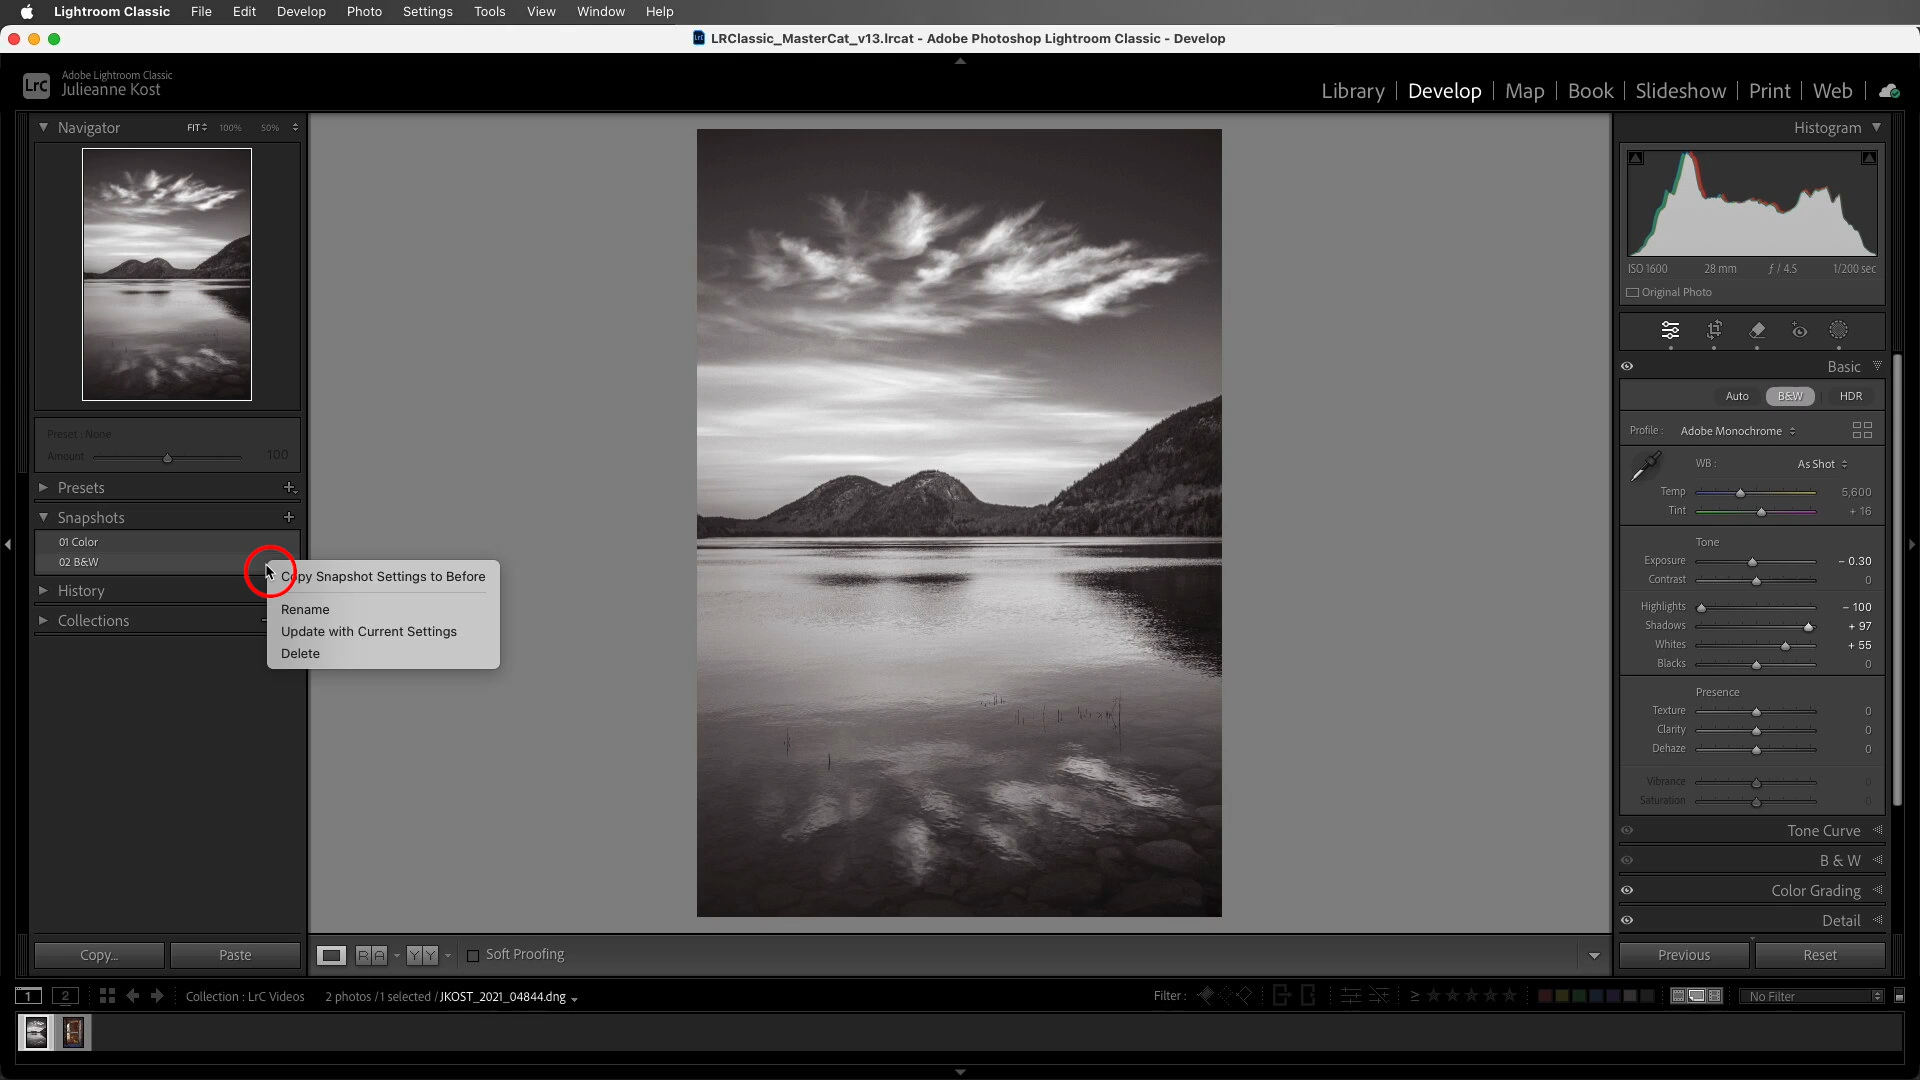 Lightroom Classic File Edit Develop Photo Settings Tools View Window Help
LrC LRClassic_MasterCat_v13.lrcat - Adobe Photoshop Lightroom Classic - Develop
LrC Adobe Lightroom Classic
Julieanne Kost
Library | Develop | Map | Book | Slideshow | Print | Web
Navigator FIT 100% 50%
Preset : None
Amount 100
Presets
Snapshots
01 Color
02 B&W
History
Collections
Copy Snapshot Settings to Before
Rename
Update with Current Settings
Delete
Copy... Paste
R A Y Y Soft Proofing
Histogram
ISO 1600 28 mm ƒ / 4.5 1/200 sec
Original Photo
Basic
Auto B&W HDR
Profile : Adobe Monochrome
WB : As Shot
Temp 5,600
Tint + 16
Tone
Exposure – 0.30
Contrast 0
Highlights – 100
Shadows + 97
Whites + 55
Blacks 0
Presence
Texture 0
Clarity 0
Dehaze 0
Vibrance 0
Saturation 0
Tone Curve
B & W
Color Grading
Detail
Previous Reset
1 2 Collection : LrC Videos 2 photos / 1 selected / JKOST_2021_04844.dng Filter : ≥ No Filter